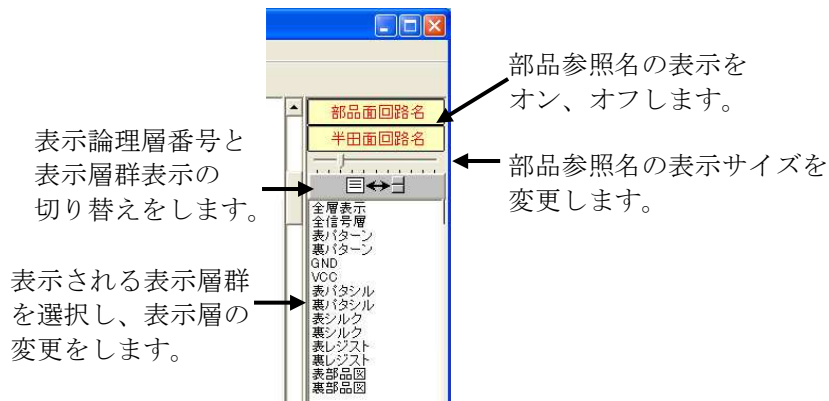 部品参照名の表示を
オン、オフします。
部品面回路名
半田面回路名
表示論理層番号と
表示層群表示の
切り替えをします。
部品参照名の表示サイズを
変更します。
全層表示
全信号層
表パターン
裏パターン
GND
VCC
表パタシル
裏パタシル
表シルク
裏シルク
表レジスト
裏レジスト
表部品図
裏部品図
表示される表示層群
を選択し、表示層の
変更をします。